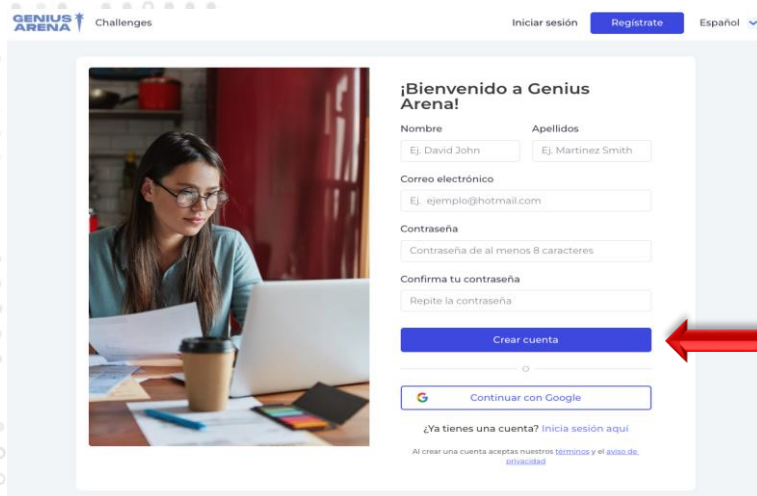 GENIUS
ARENA
Challenges
Iniciar sesión
Regístrate
Español
¡Bienvenido a Genius
Arena!
Nombre
Apellidos
Ej. David John
Ej. Martinez Smith
Correo electrónico
Ej. ejemplo@hotmail.com
Contraseña
Contraseña de al menos 8 caracteres
Confirma tu contraseña
Repite la contraseña
Crear cuenta
O
Continuar con Google
¿Ya tienes una cuenta? Inicia sesión aquí
Al crear una cuenta aceptas nuestros términos y el aviso de
privacidad